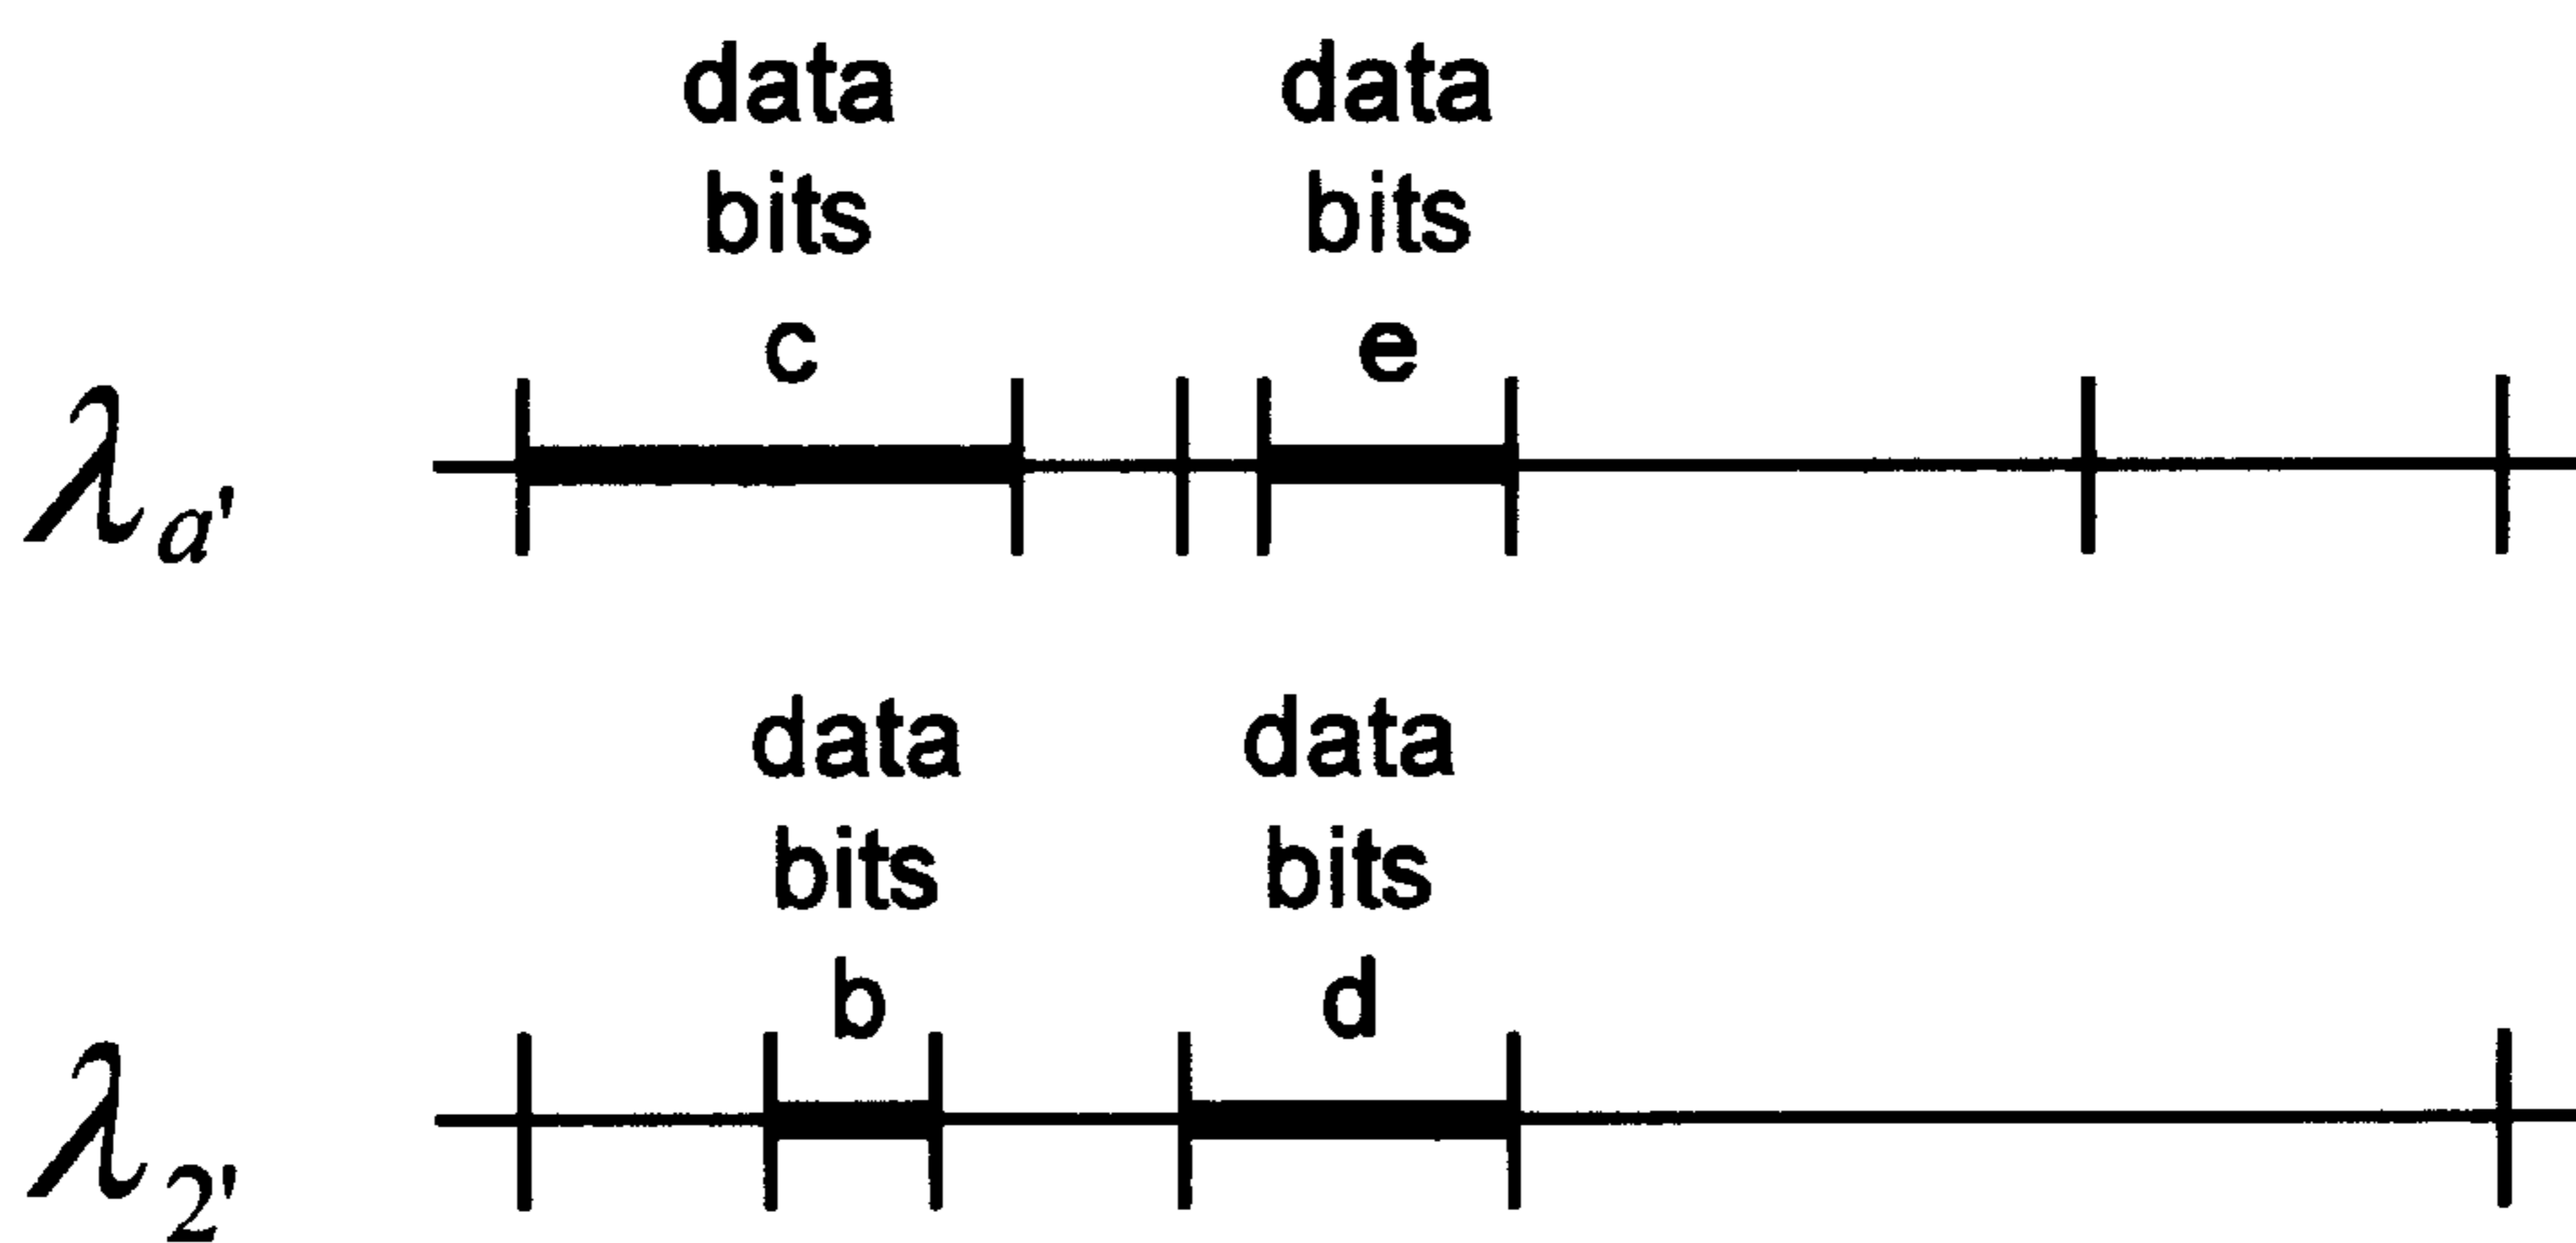 data data
bits bits
c e
λa'
data data
bits bits
b d
λ2'